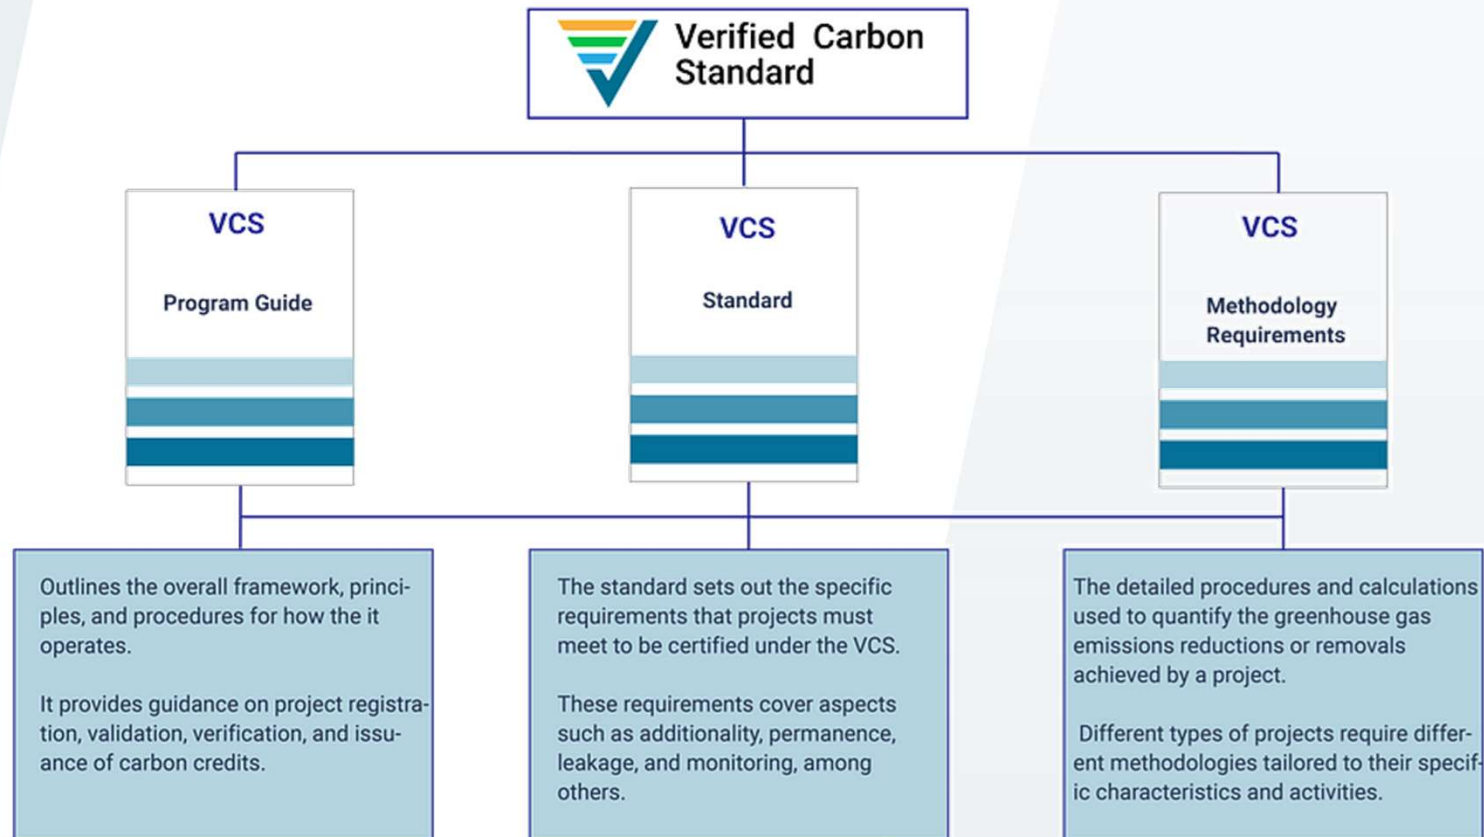 Verified Carbon
Standard
VCS
Program Guide
VCS
Standard
VCS
Methodology
Requirements
Outlines the overall framework, princi-
ples, and procedures for how the it
operates.
It provides guidance on project registra-
tion, validation, verification, and issu-
ance of carbon credits.
The standard sets out the specific
requirements that projects must
meet to be certified under the VCS.
These requirements cover aspects
such as additionality, permanence,
leakage, and monitoring, among
others.
The detailed procedures and calculations
used to quantify the greenhouse gas
emissions reductions or removals
achieved by a project.
Different types of projects require differ-
ent methodologies tailored to their specif-
ic characteristics and activities.